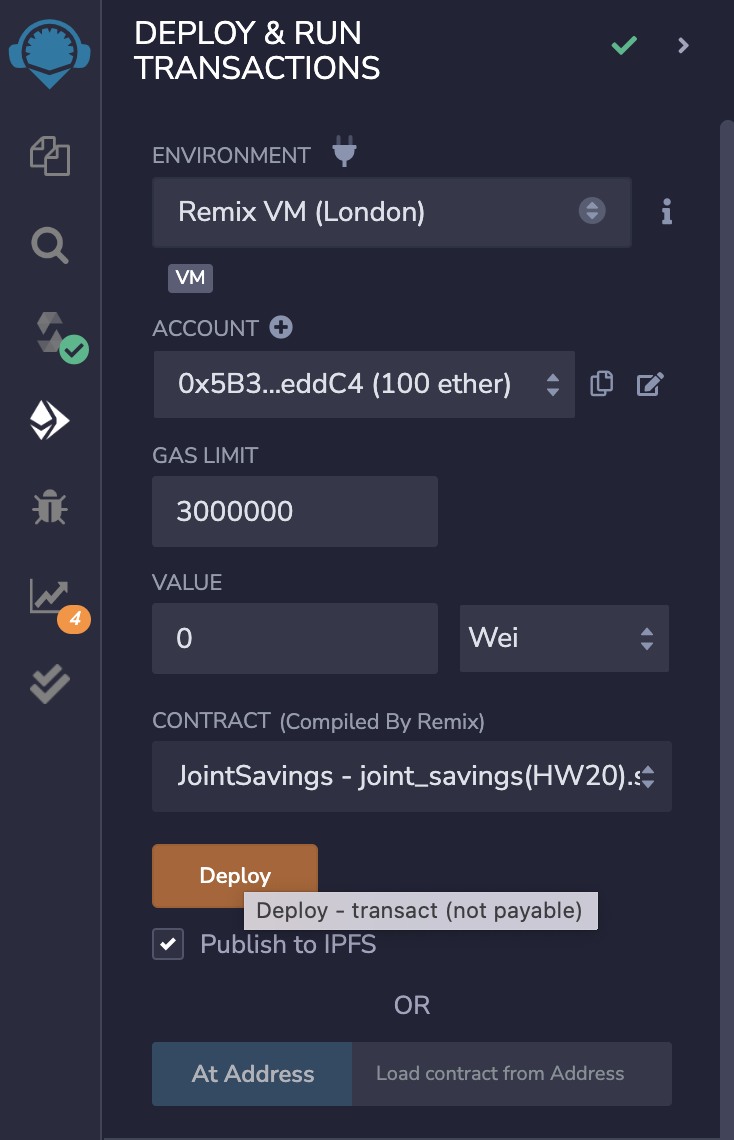 DEPLOY & RUN
TRANSACTIONS
ENVIRONMENT
Remix VM (London)
VM
ACCOUNT
0x5B3...eddC4 (100 ether)
GAS LIMIT
3000000
VALUE
0
Wei
4
CONTRACT (Compiled By Remix)
JointSavings - joint_savings(HW20).s
Deploy
Deploy - transact (not payable)
Publish to IPFS
OR
At Address
Load contract from Address